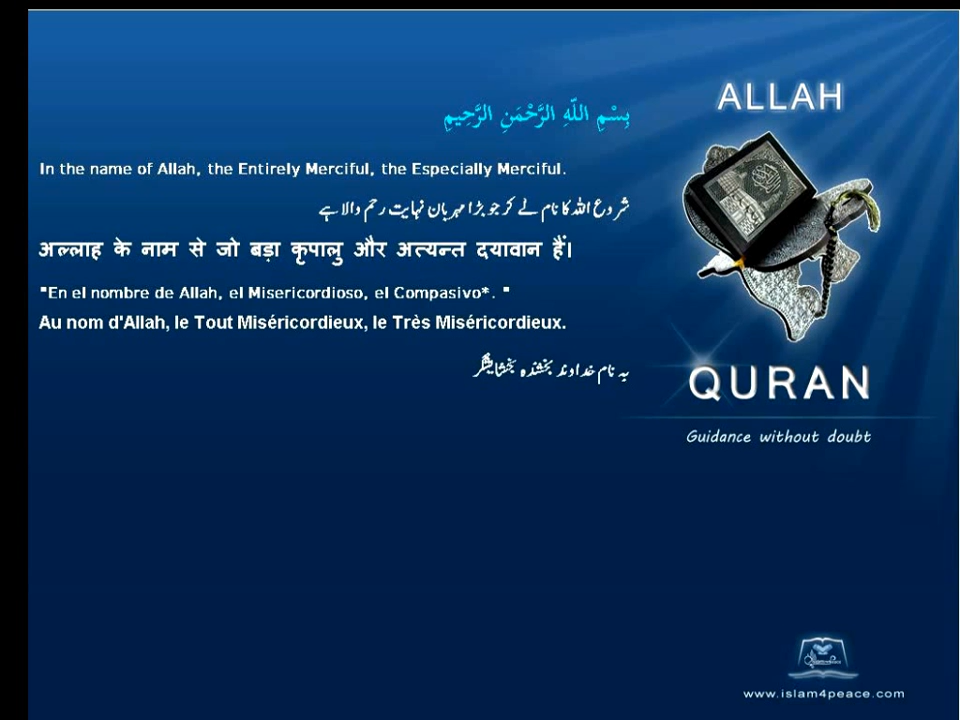 بِسْمِ اللّهِ الرَّحْمَنِ الرَّحِيمِ
In the name of Allah, the Entirely Merciful, the Especially Merciful.
شروع الله کا نام لے کر جو بڑا مہربان نہایت رحم والا ہے
अल्लाह के नाम से जो बड़ा कृपालु और अत्यन्त दयावान हैं।
"En el nombre de Allah, el Misericordioso, el Compasivo*. "
Au nom d'Allah, le Tout Miséricordieux, le Très Miséricordieux.
به نام خداوند بخشنده بخشایشگر
ALLAH
QURAN
Guidance without doubt
www.islam4peace.com